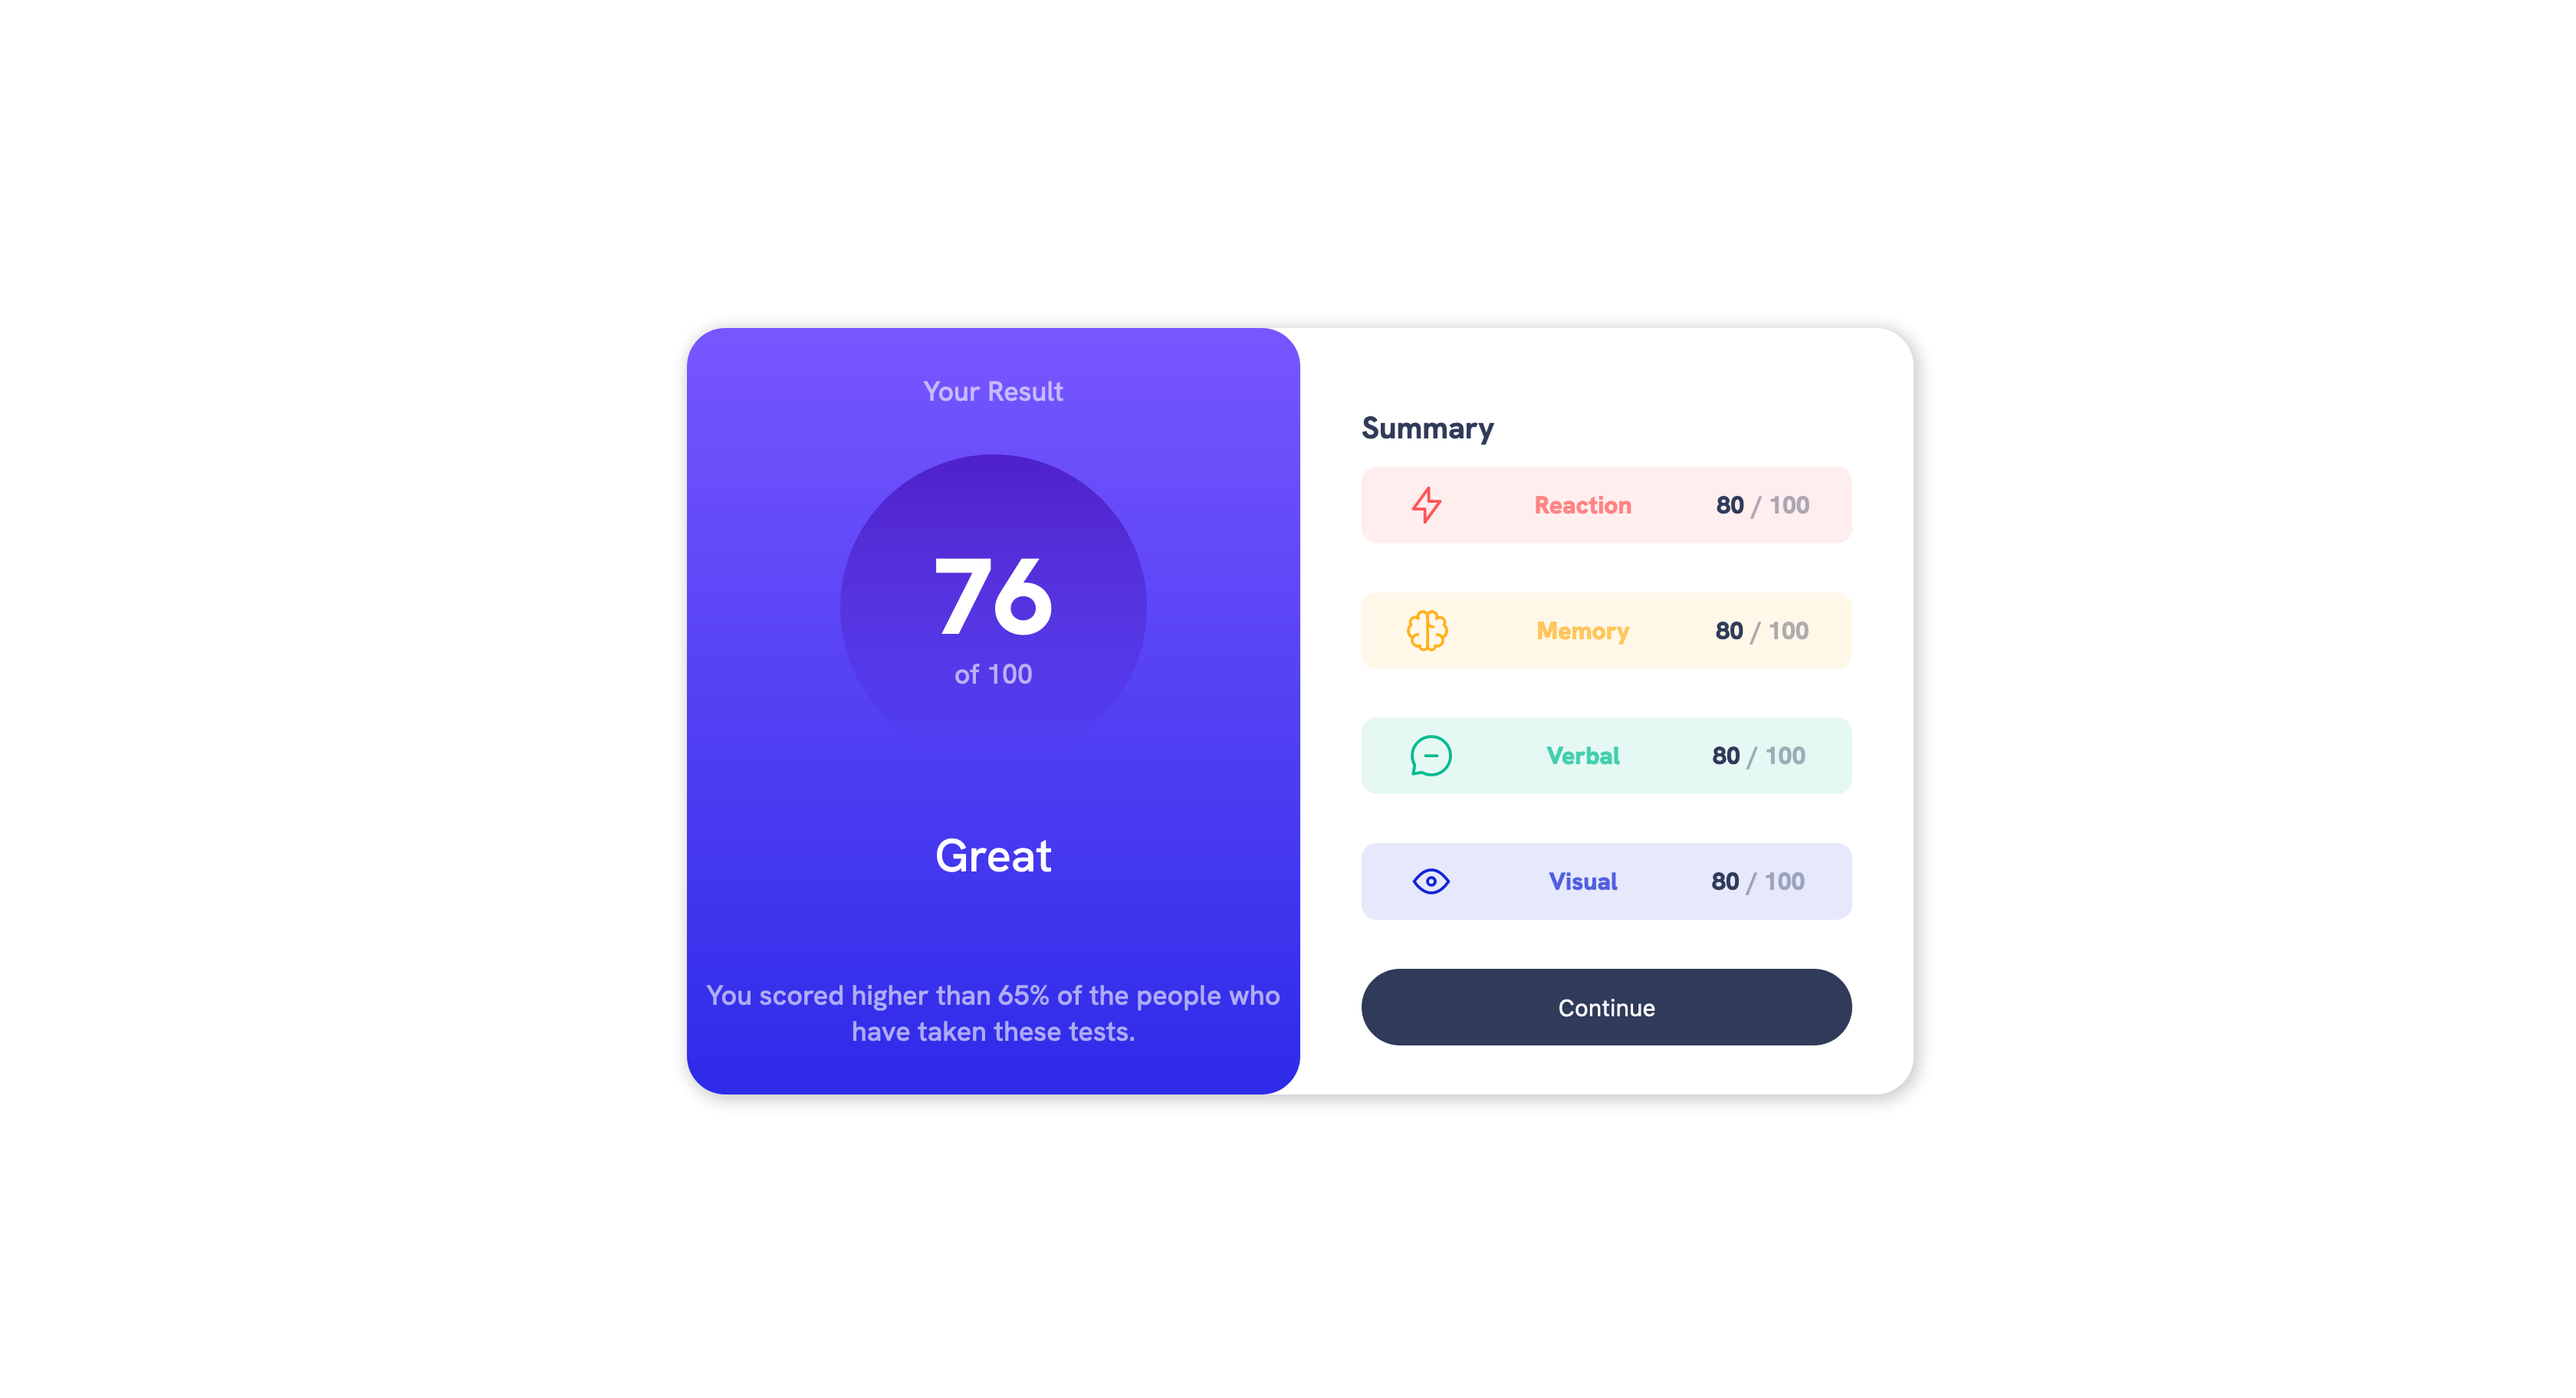 Your Result
76
of 100
Great
You scored higher than 65% of the people who
have taken these tests.
Summary
Reaction 80 / 100
Memory 80 / 100
Verbal 80 / 100
Visual 80 / 100
Continue